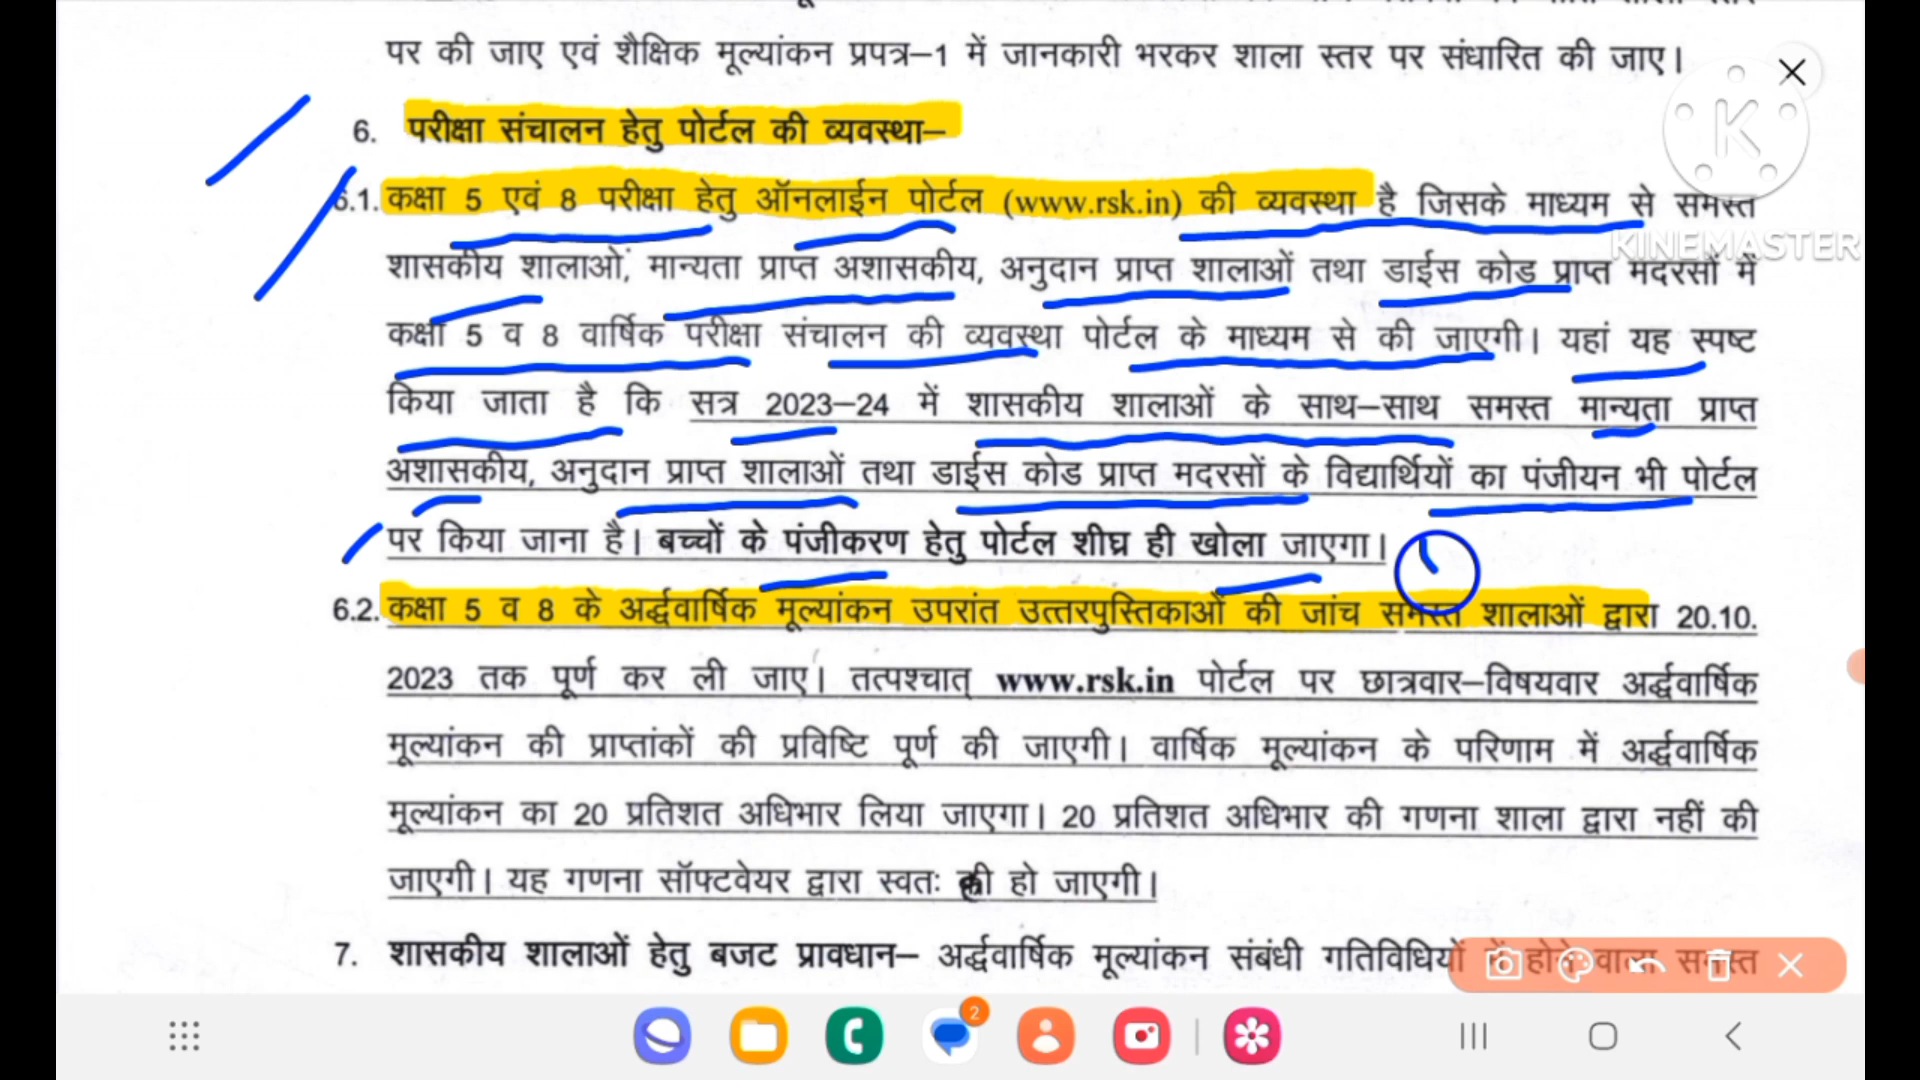 पर की जाए एवं शैक्षिक मूल्यांकन प्रपत्र–1 में जानकारी भरकर शाला स्तर पर संधारित की जाए।
6. परीक्षा संचालन हेतु पोर्टल की व्यवस्था–
6.1. कक्षा 5 एवं 8 परीक्षा हेतु ऑनलाईन पोर्टल (www.rsk.in) की व्यवस्था है जिसके माध्यम से समस्त
KINEMASTER
शासकीय शालाओं, मान्यता प्राप्त अशासकीय, अनुदान प्राप्त शालाओं तथा डाईस कोड प्राप्त मदरसों में
कक्षा 5 व 8 वार्षिक परीक्षा संचालन की व्यवस्था पोर्टल के माध्यम से की जाएगी। यहां यह स्पष्ट
किया जाता है कि सत्र 2023–24 में शासकीय शालाओं के साथ–साथ समस्त मान्यता प्राप्त
अशासकीय, अनुदान प्राप्त शालाओं तथा डाईस कोड प्राप्त मदरसों के विद्यार्थियों का पंजीयन भी पोर्टल
पर किया जाना है। बच्चों के पंजीकरण हेतु पोर्टल शीघ्र ही खोला जाएगा।
6.2. कक्षा 5 व 8 के अर्द्धवार्षिक मूल्यांकन उपरांत उत्तरपुस्तिकाओं की जांच समस्त शालाओं द्वारा 20.10.
2023 तक पूर्ण कर ली जाए। तत्पश्चात् www.rsk.in पोर्टल पर छात्रवार–विषयवार अर्द्धवार्षिक
मूल्यांकन की प्राप्तांकों की प्रविष्टि पूर्ण की जाएगी। वार्षिक मूल्यांकन के परिणाम में अर्द्धवार्षिक
मूल्यांकन का 20 प्रतिशत अधिभार लिया जाएगा। 20 प्रतिशत अधिभार की गणना शाला द्वारा नहीं की
जाएगी। यह गणना सॉफ्टवेयर द्वारा स्वतः ही हो जाएगी।
7. शासकीय शालाओं हेतु बजट प्रावधान– अर्द्धवार्षिक मूल्यांकन संबंधी गतिविधियों में होने वाला समस्त
2